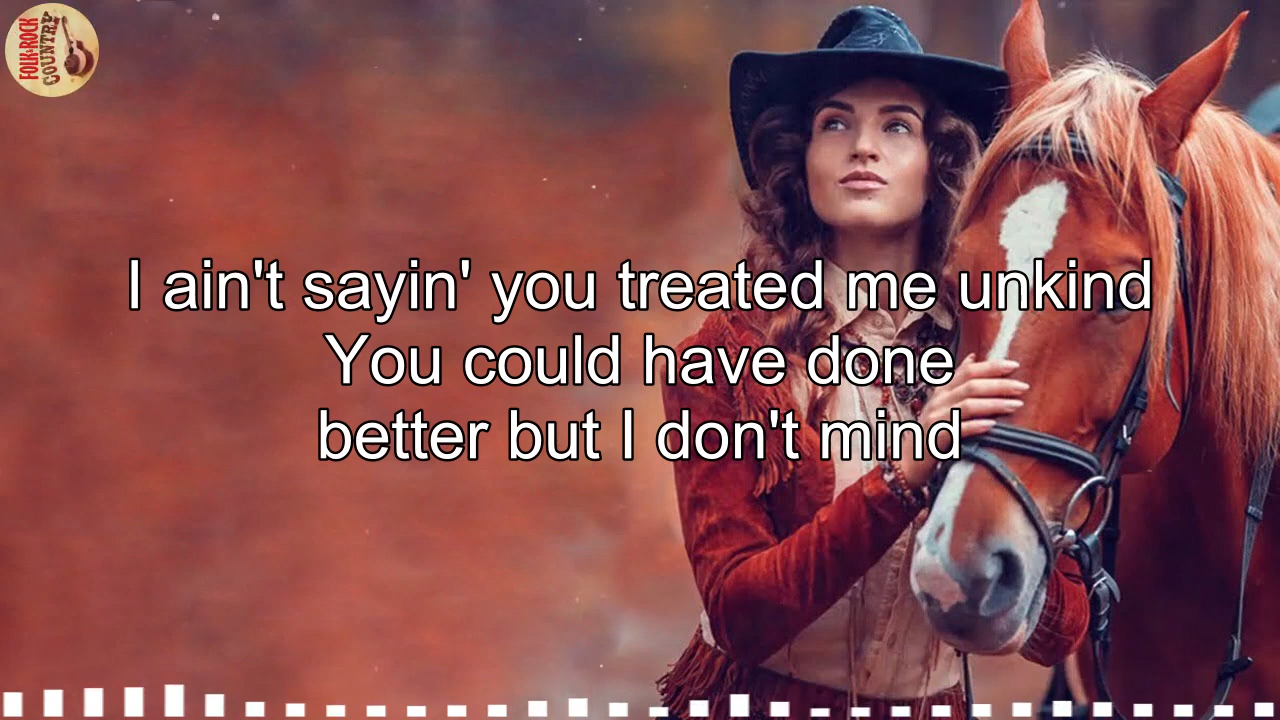 FOLK & ROCK
COUNTRY
I ain't sayin' you treated me unkind
You could have done
better but I don't mind